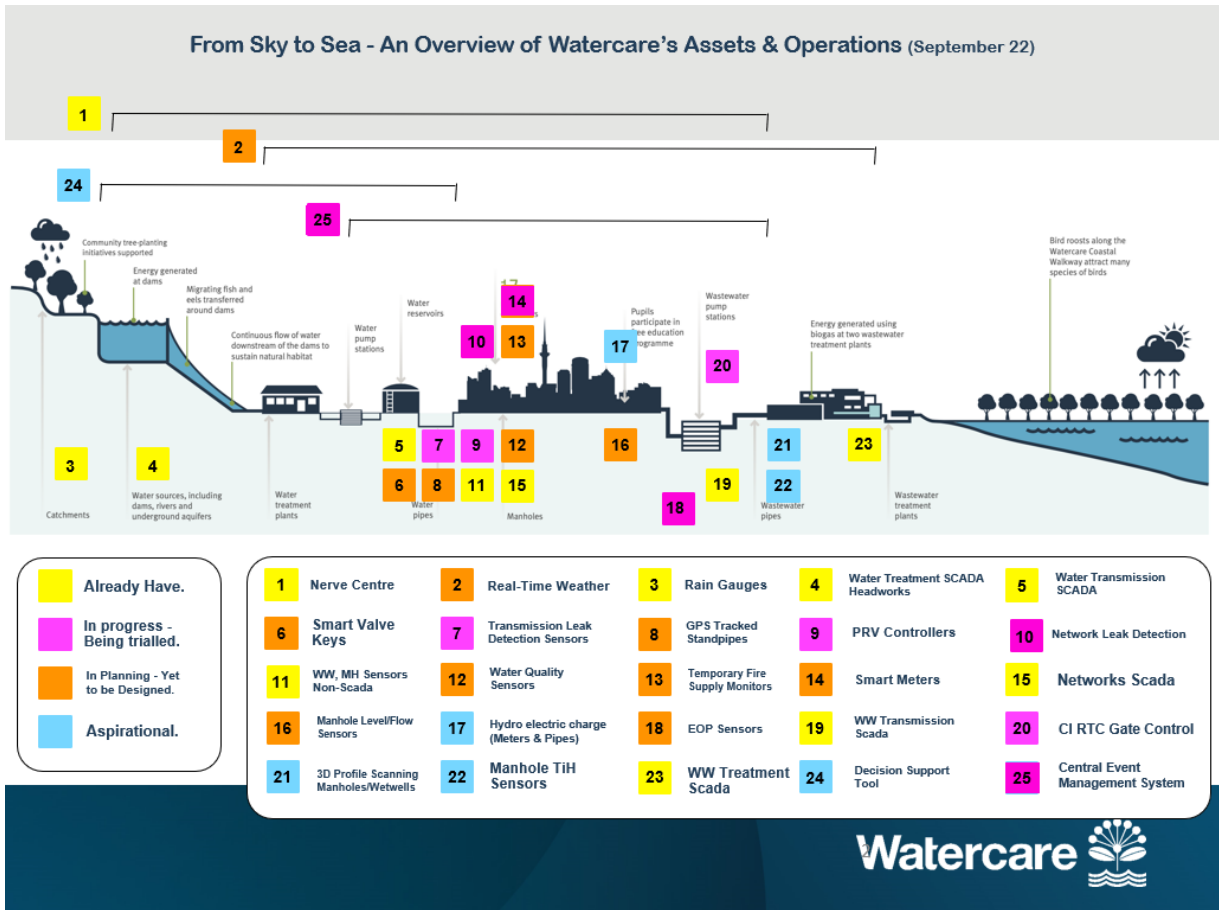 From Sky to Sea - An Overview of Watercare's Assets & Operations (September 22)
1
2
24
25
Community tree-planting
initiatives supported
Energy generated
at dams
Migrating fish and
eels transferred
around dams
Continuous flow of water
downstream of the dams to
sustain natural habitat
Water
pump
stations
Water
reservoirs
17
14
10
13
17
Pupils
participate in
programme
Wastewater
pump
stations
20
Energy generated using
biogas at two wastewater
treatment plants
Bird roosts along the
Watercare Coastal
Walkway attract many
species of birds
3
4
5
7
9
12
16
21
23
6
8
11
15
19
22
18
Catchments
Water sources, including
dams, rivers and
underground aquifers
Water
treatment
plants
Water
pipes
Manholes
Wastewater
pipes
Wastewater
treatment
plants
Already Have.
In progress -
Being trialled.
In Planning - Yet
to be Designed.
Aspirational.
1 Nerve Centre
2 Real-Time Weather
3 Rain Gauges
4 Water Treatment SCADA
Headworks
5 Water Transmission
SCADA
6 Smart Valve
Keys
7 Transmission Leak
Detection Sensors
8 GPS Tracked
Standpipes
9 PRV Controllers
10 Network Leak Detection
11 WW, MH Sensors
Non-Scada
12 Water Quality
Sensors
13 Temporary Fire
Supply Monitors
14 Smart Meters
15 Networks Scada
16 Manhole Level/Flow
Sensors
17 Hydro electric charge
(Meters & Pipes)
18 EOP Sensors
19 WW Transmission
Scada
20 CI RTC Gate Control
21 3D Profile Scanning
Manholes/Wetwells
22 Manhole TiH
Sensors
23 WW Treatment
Scada
24 Decision Support
Tool
25 Central Event
Management System
Watercare